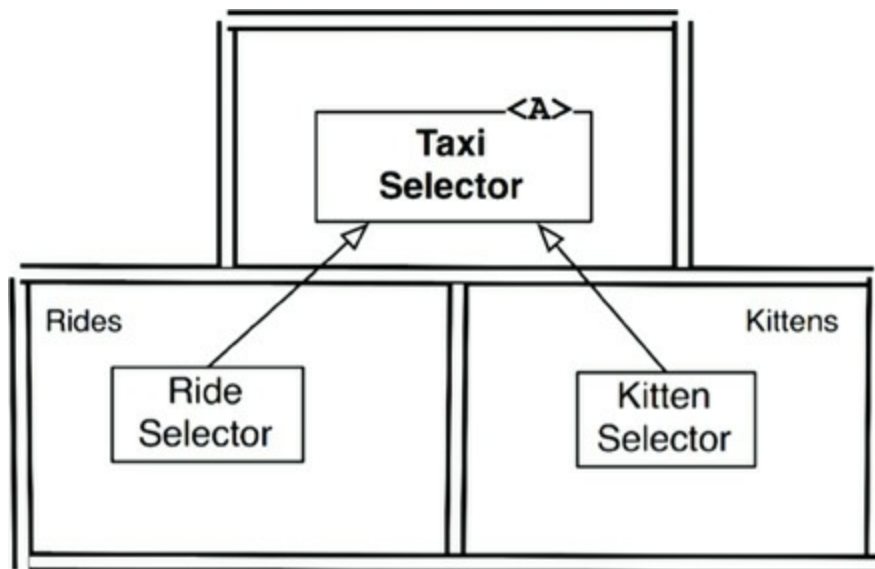 <A>
Taxi
Selector
Rides
Kittens
Ride
Selector
Kitten
Selector